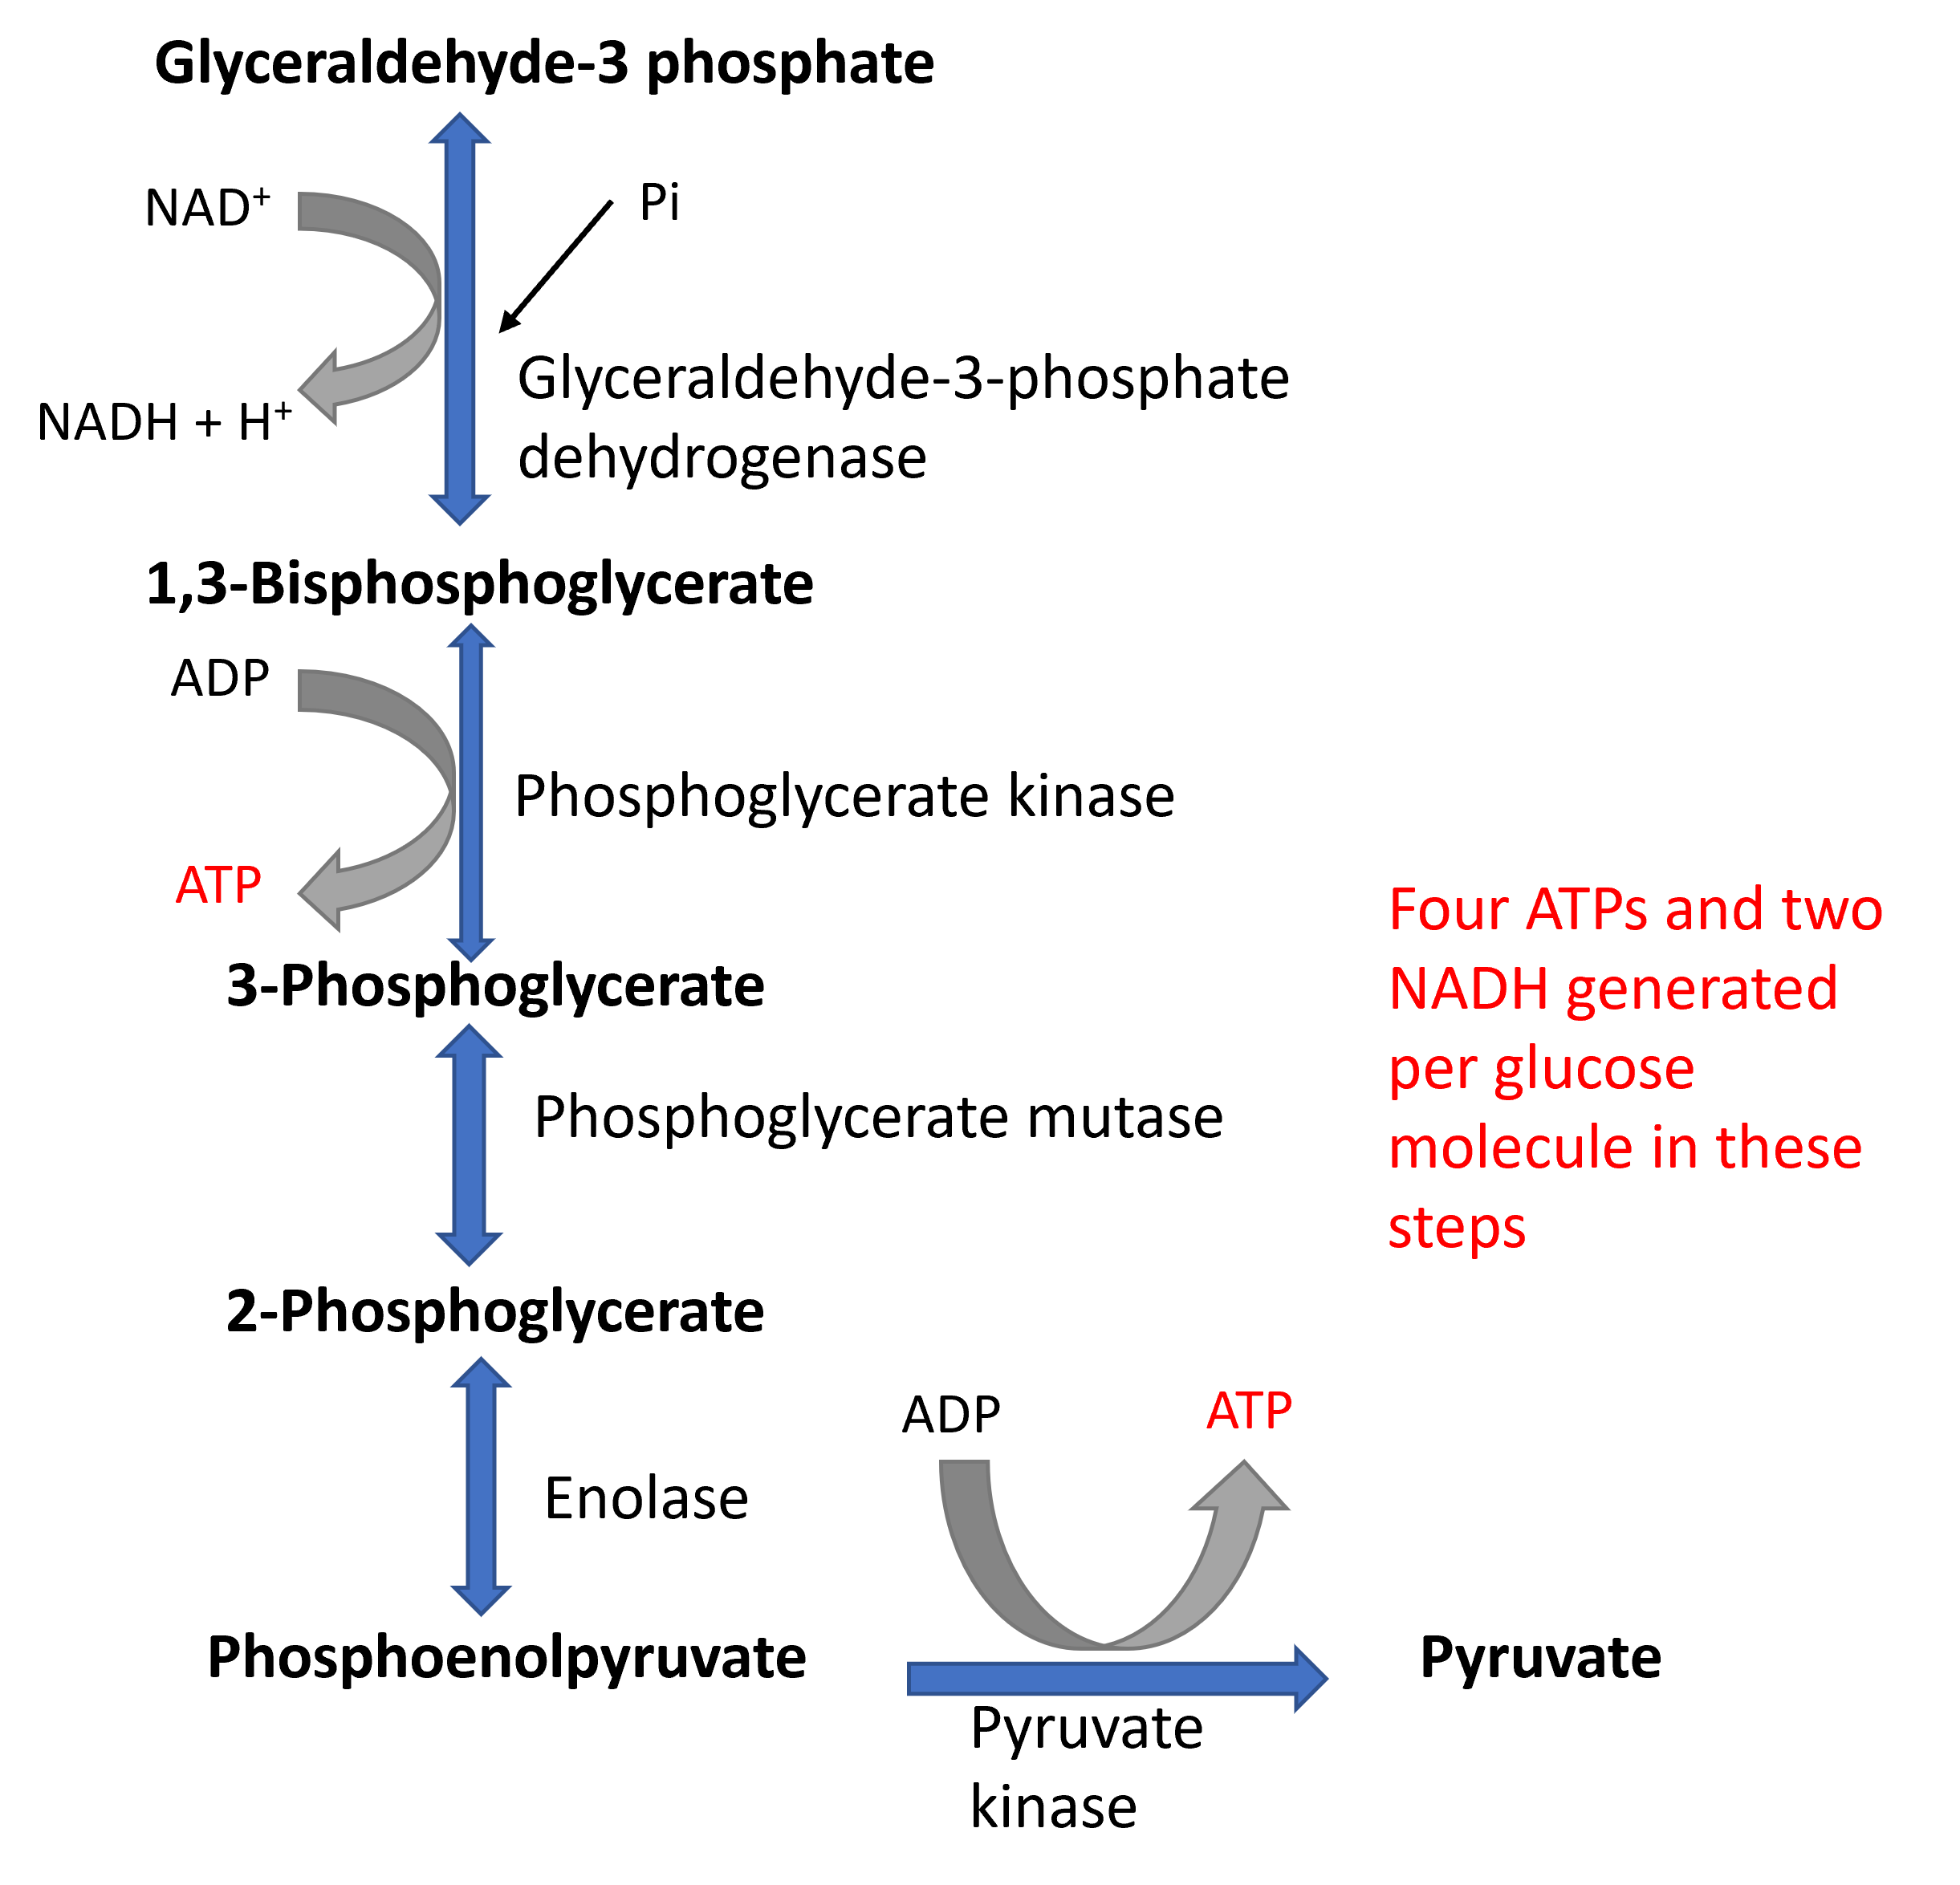 Glyceraldehyde-3 phosphate
NAD⁺
Pi
Glyceraldehyde-3-phosphate
dehydrogenase
NADH + H⁺
1,3-Bisphosphoglycerate
ADP
Phosphoglycerate kinase
ATP
3-Phosphoglycerate
Four ATPs and two
NADH generated
per glucose
molecule in these
steps
Phosphoglycerate mutase
2-Phosphoglycerate
ADP
ATP
Enolase
Phosphoenolpyruvate
Pyruvate
Pyruvate
kinase